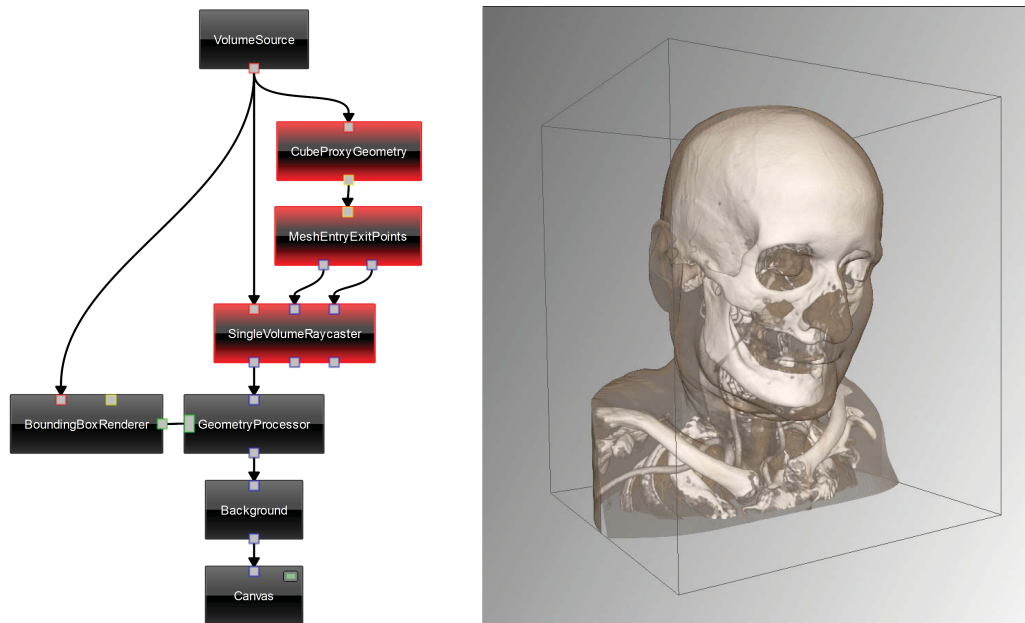 VolumeSource
CubeProxyGeometry
MeshEntryExitPoints
SingleVolumeRaycaster
BoundingBoxRenderer
GeometryProcessor
Background
Canvas